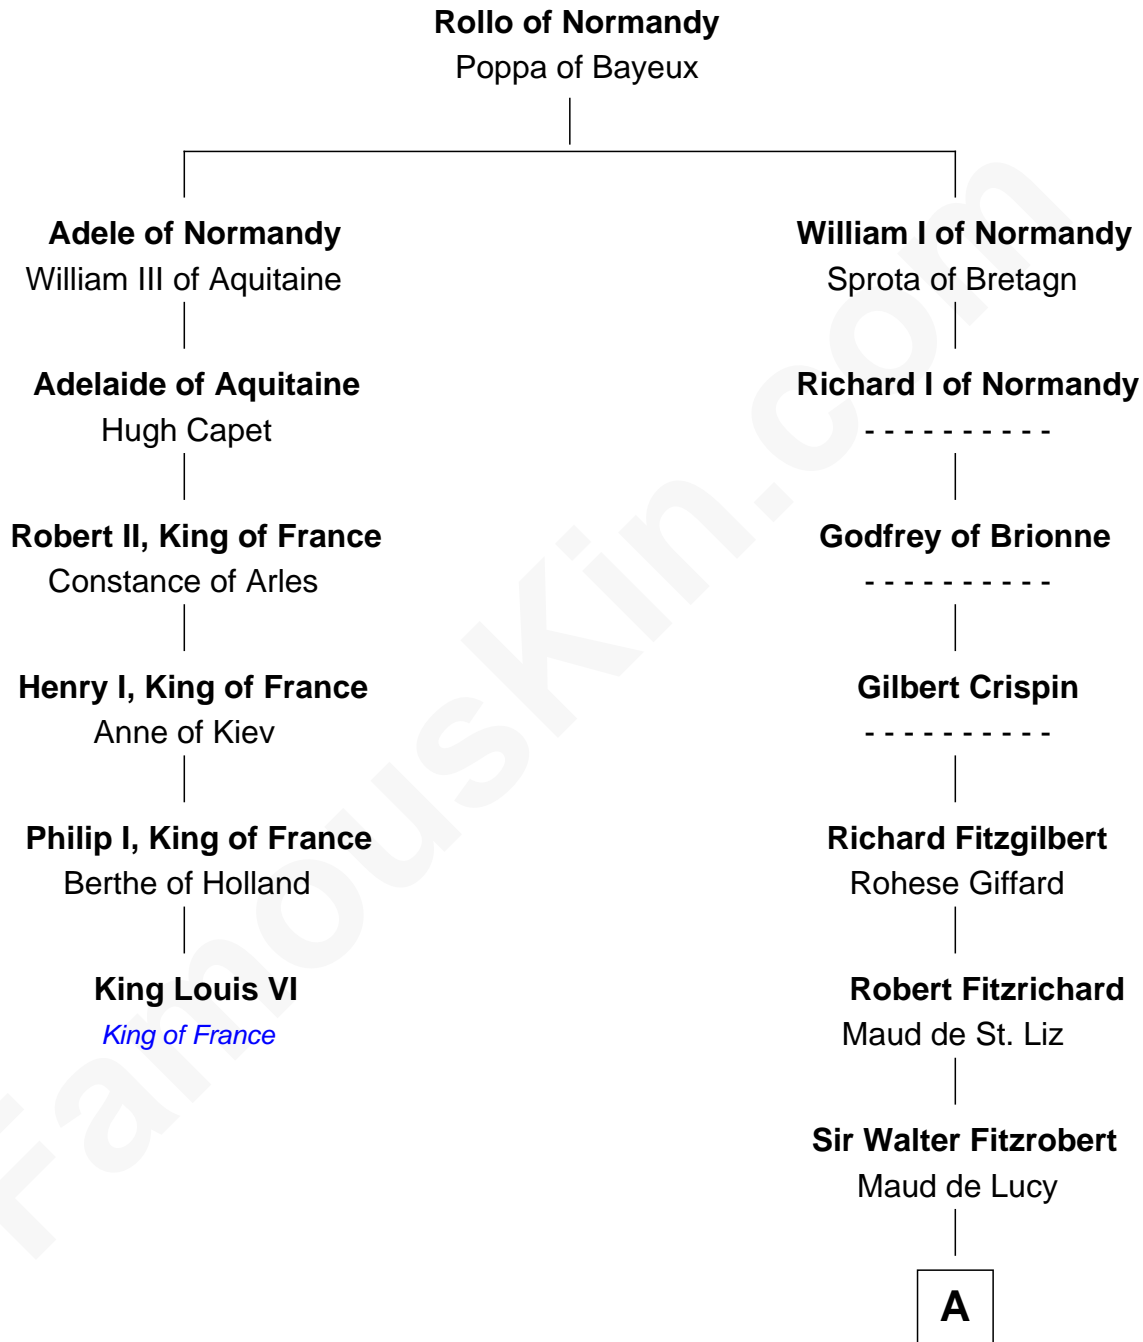 Rollo of Normandy
Poppa of Bayeux
Adele of Normandy
William III of Aquitaine
William I of Normandy
Sprota of Bretagn
Adelaide of Aquitaine
Hugh Capet
Richard I of Normandy
- - - - - - - - - -
Robert II, King of France
Constance of Arles
Godfrey of Brionne
- - - - - - - - - -
Henry I, King of France
Anne of Kiev
Gilbert Crispin
- - - - - - - - - -
Philip I, King of France
Berthe of Holland
Richard Fitzgilbert
Rohese Giffard
King Louis VI
King of France
Robert Fitzrichard
Maud de St. Liz
Sir Walter Fitzrobert
Maud de Lucy
A
FamousKin.com